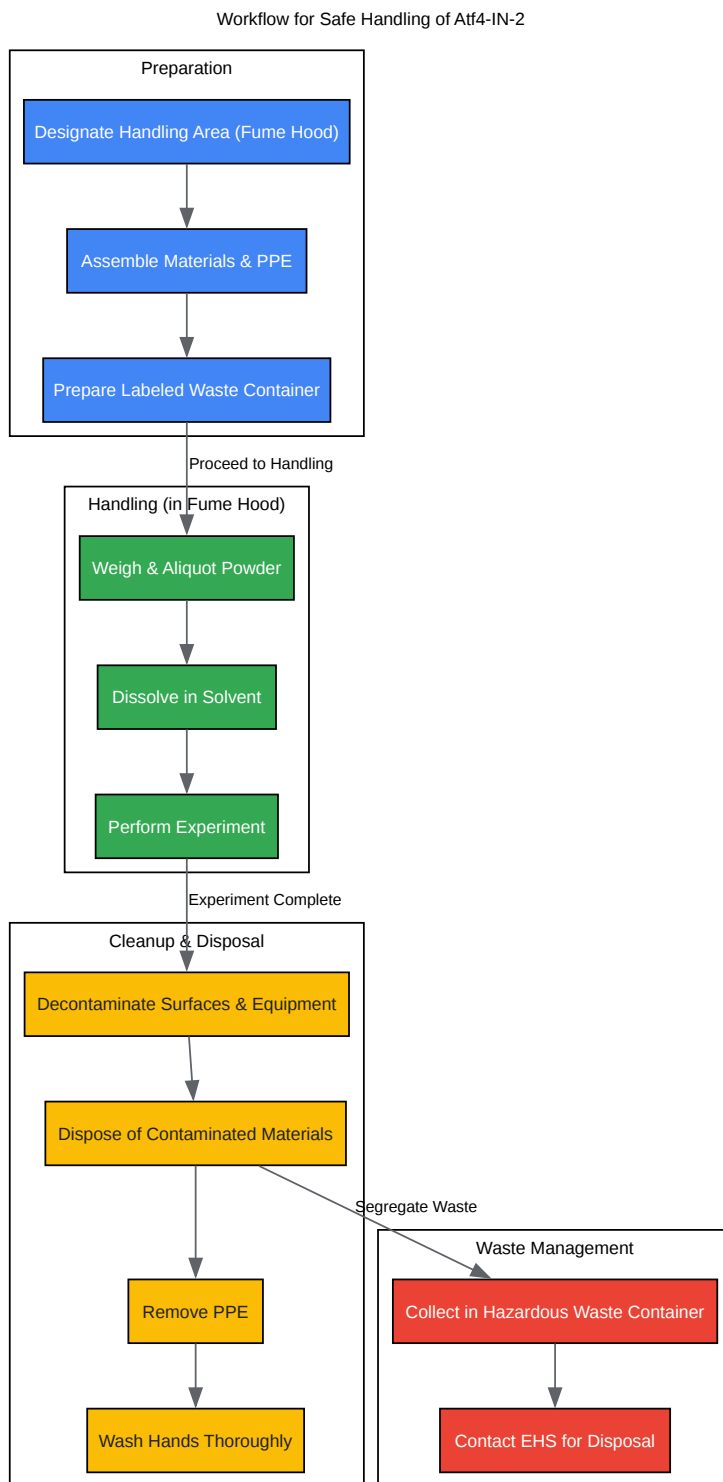 Workflow for Safe Handling of Atf4-IN-2
Preparation
Designate Handling Area (Fume Hood)
Assemble Materials & PPE
Prepare Labeled Waste Container
Proceed to Handling
Handling (in Fume Hood)
Weigh & Aliquot Powder
Dissolve in Solvent
Perform Experiment
Experiment Complete
Cleanup & Disposal
Decontaminate Surfaces & Equipment
Dispose of Contaminated Materials
Segregate Waste
Waste Management
Remove PPE
Collect in Hazardous Waste Container
Wash Hands Thoroughly
Contact EHS for Disposal